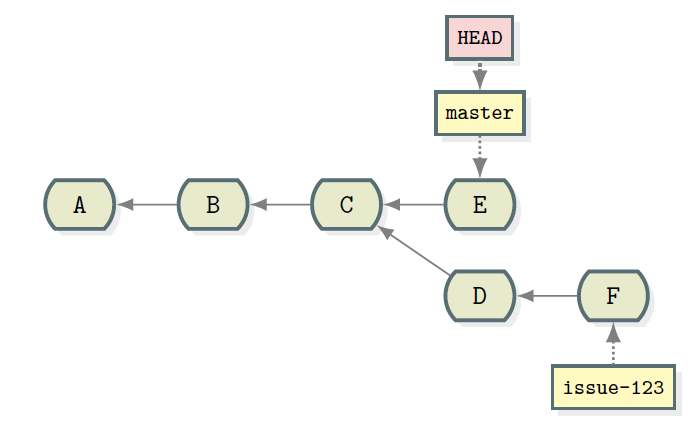 HEAD
master
A B C E
D F
issue-123